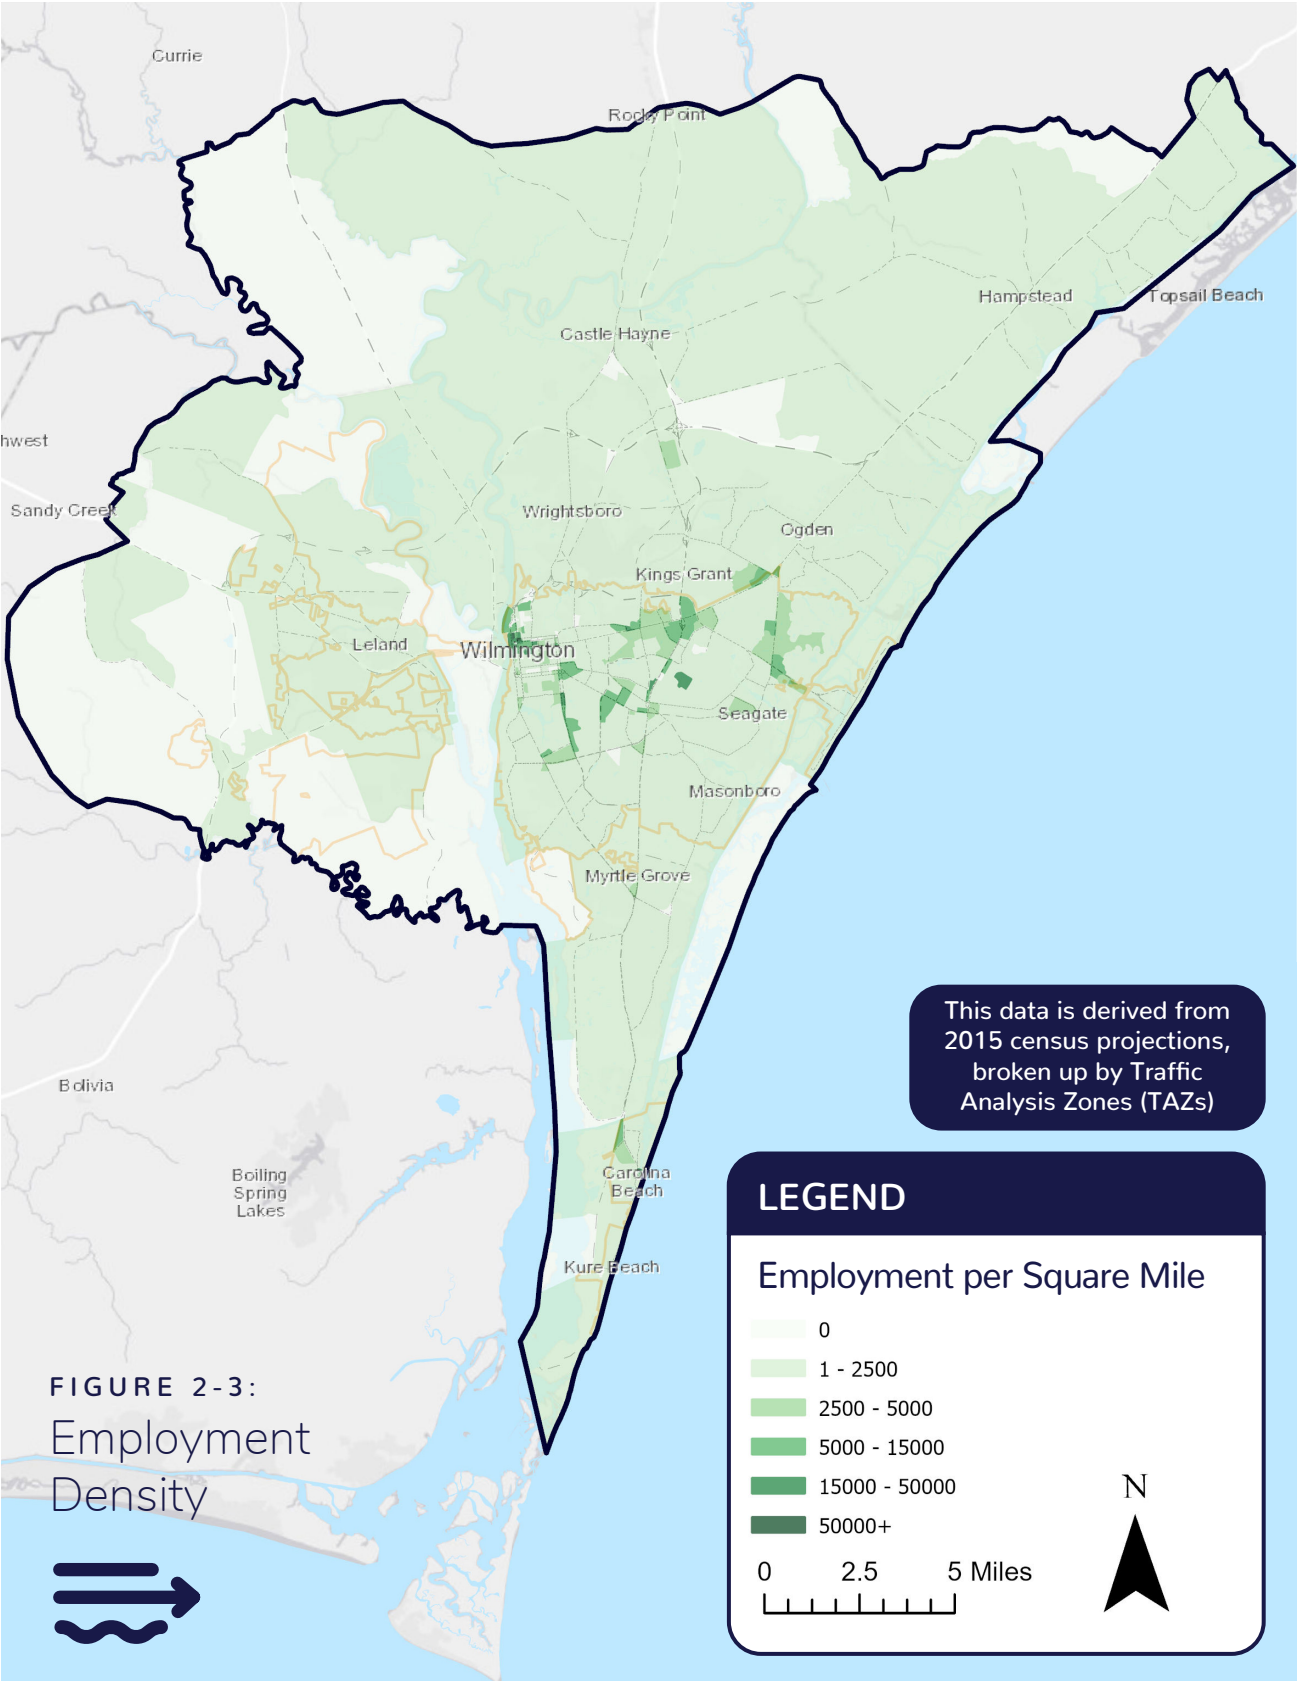 Currie
Rocky Point
Hampstead
Topsail Beach
Castle Hayne
hwest
Sandy Creek
Wrightsboro
Ogden
Kings Grant
Leland
Wilmington
Seagate
Masonboro
Myrtle Grove
Bolivia
Boiling
Spring
Lakes
Carolina
Beach
Kure Beach
This data is derived from
2015 census projections,
broken up by Traffic
Analysis Zones (TAZs)
LEGEND
Employment per Square Mile
0
1 - 2500
2500 - 5000
5000 - 15000
15000 - 50000
50000+
0 2.5 5 Miles
N
FIGURE 2-3:
Employment
Density